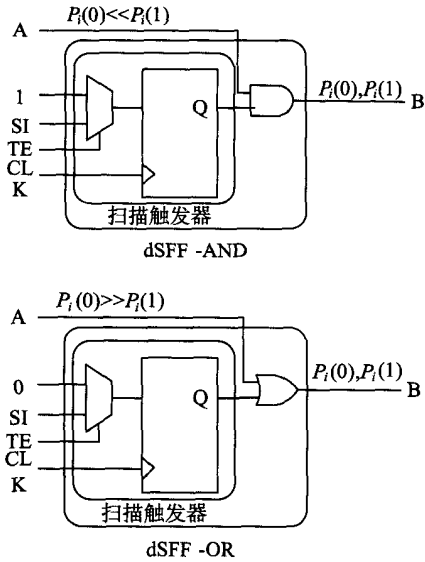 Pi(0)<<Pi(1)
A
1
SI
TE
CL
K
Q
Pi(0),Pi(1)
B
扫描触发器
dSFF -AND
Pi (0)>>Pi(1)
A
0
SI
TE
CL
K
Q
Pi(0),Pi(1)
B
扫描触发器
dSFF -OR